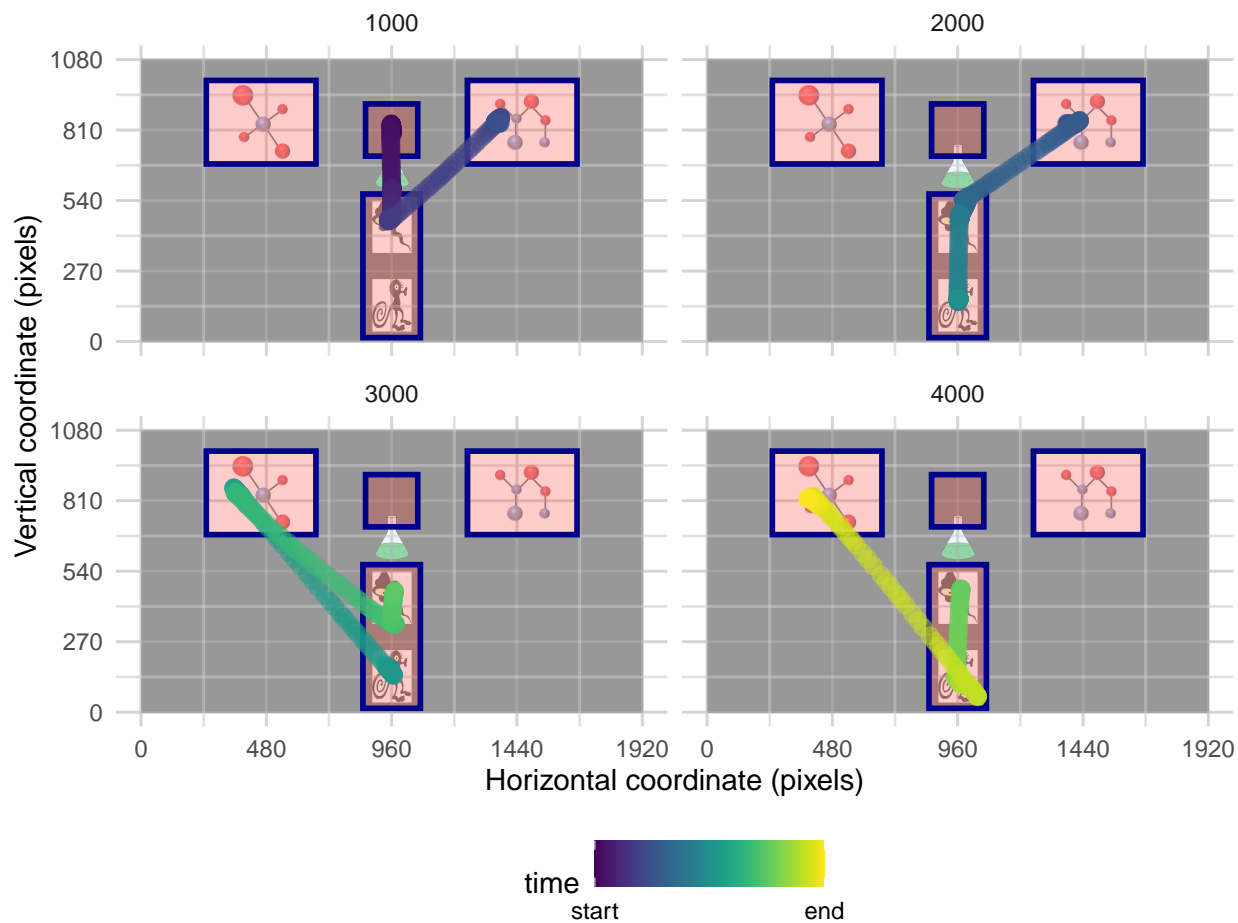 1000 2000
1080
810
540
270
0
3000 4000
1080
810
540
270
0
0 480 960 1440 1920 0 480 960 1440 1920
Vertical coordinate (pixels)
Horizontal coordinate (pixels)
time
start end